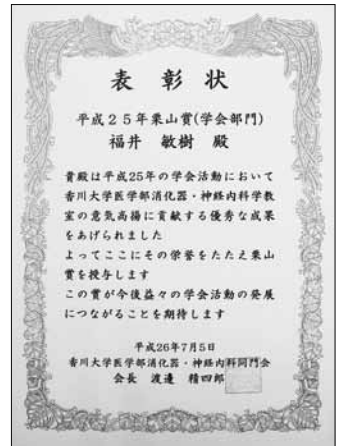 表彰状
平成25年栗山賞(学会部門)
福井 敏樹 殿
貴殿は平成25年の学会活動において
香川大学医学部消化器・神経内科学教
室の意気高揚に貢献する優秀な成果
をあげられました
よってここにその栄誉をたたえ栗山
賞を授与します
この賞が今後益々の学会活動の発展
につながることを期待します
平成26年7月5日
香川大学医学部消化器・神経内科同門会
会長 渡邊 精四郎